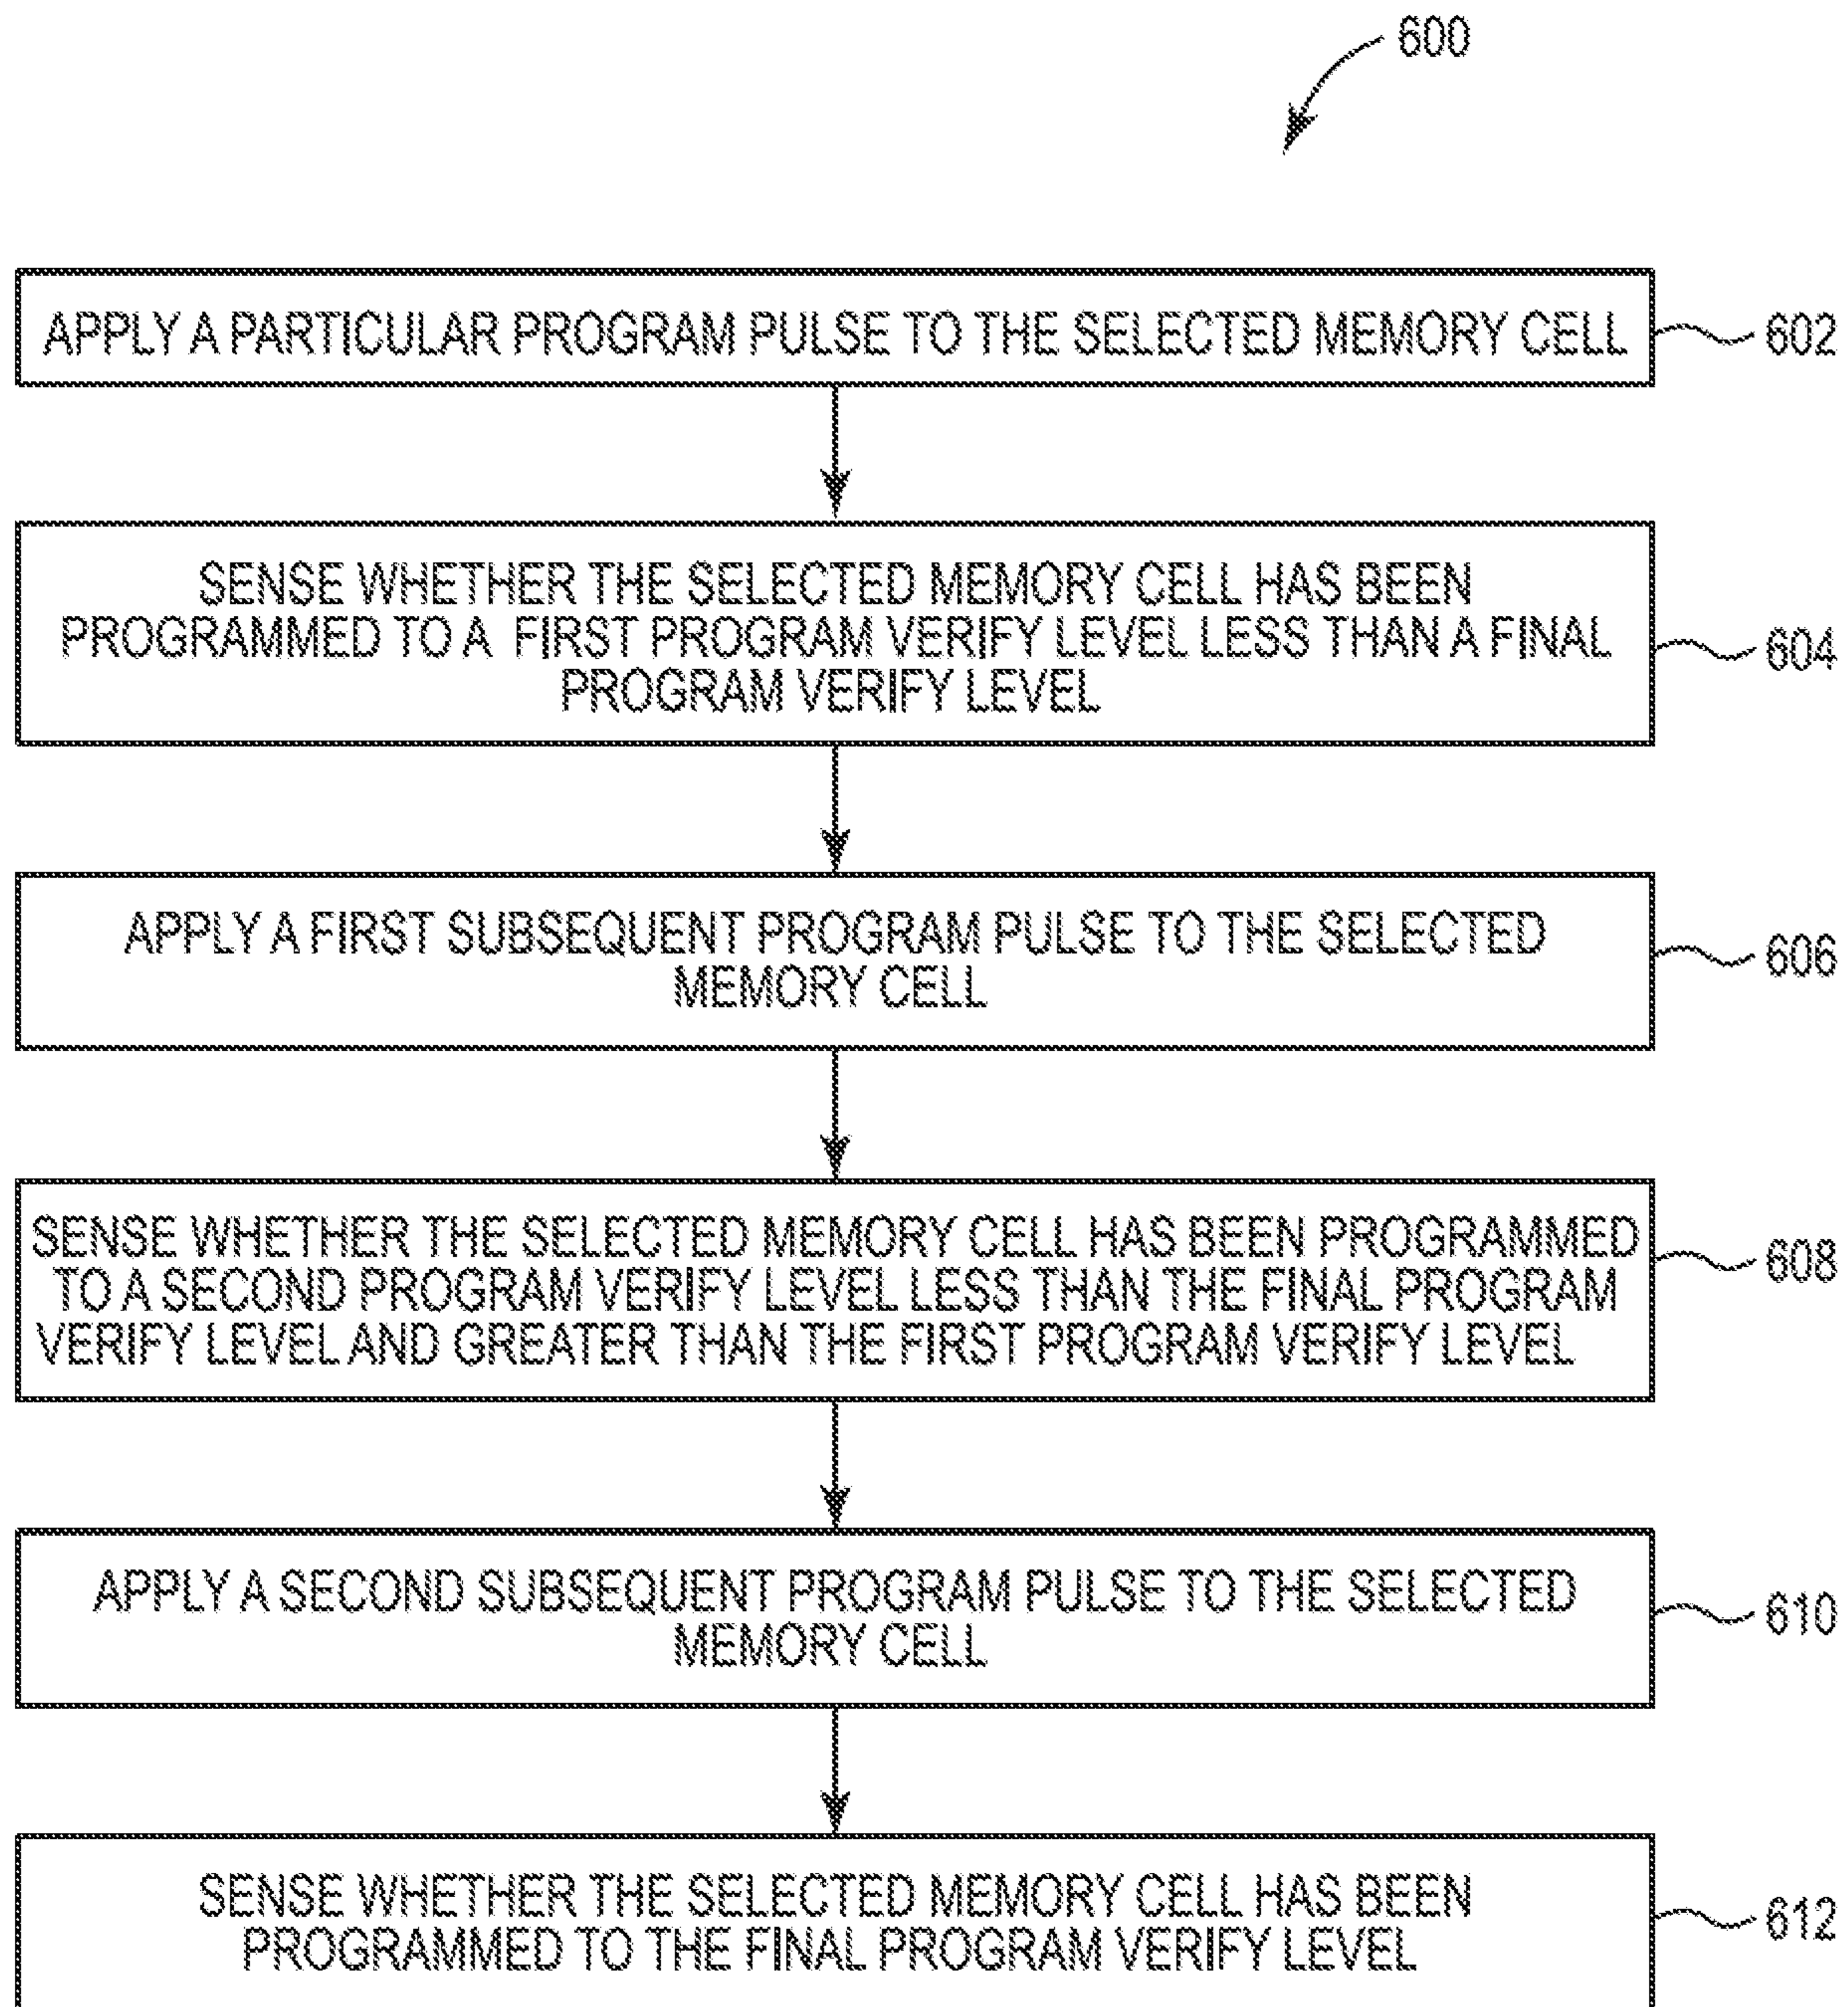 600
APPLY A PARTICULAR PROGRAM PULSE TO THE SELECTED MEMORY CELL
602
SENSE WHETHER THE SELECTED MEMORY CELL HAS BEEN
PROGRAMMED TO A FIRST PROGRAM VERIFY LEVEL LESS THAN A FINAL
PROGRAM VERIFY LEVEL
604
APPLY A FIRST SUBSEQUENT PROGRAM PULSE TO THE SELECTED
MEMORY CELL
606
SENSE WHETHER THE SELECTED MEMORY CELL HAS BEEN PROGRAMMED
TO A SECOND PROGRAM VERIFY LEVEL LESS THAN THE FINAL PROGRAM
VERIFY LEVEL AND GREATER THAN THE FIRST PROGRAM VERIFY LEVEL
608
APPLY A SECOND SUBSEQUENT PROGRAM PULSE TO THE SELECTED
MEMORY CELL
610
SENSE WHETHER THE SELECTED MEMORY CELL HAS BEEN
PROGRAMMED TO THE FINAL PROGRAM VERIFY LEVEL
612